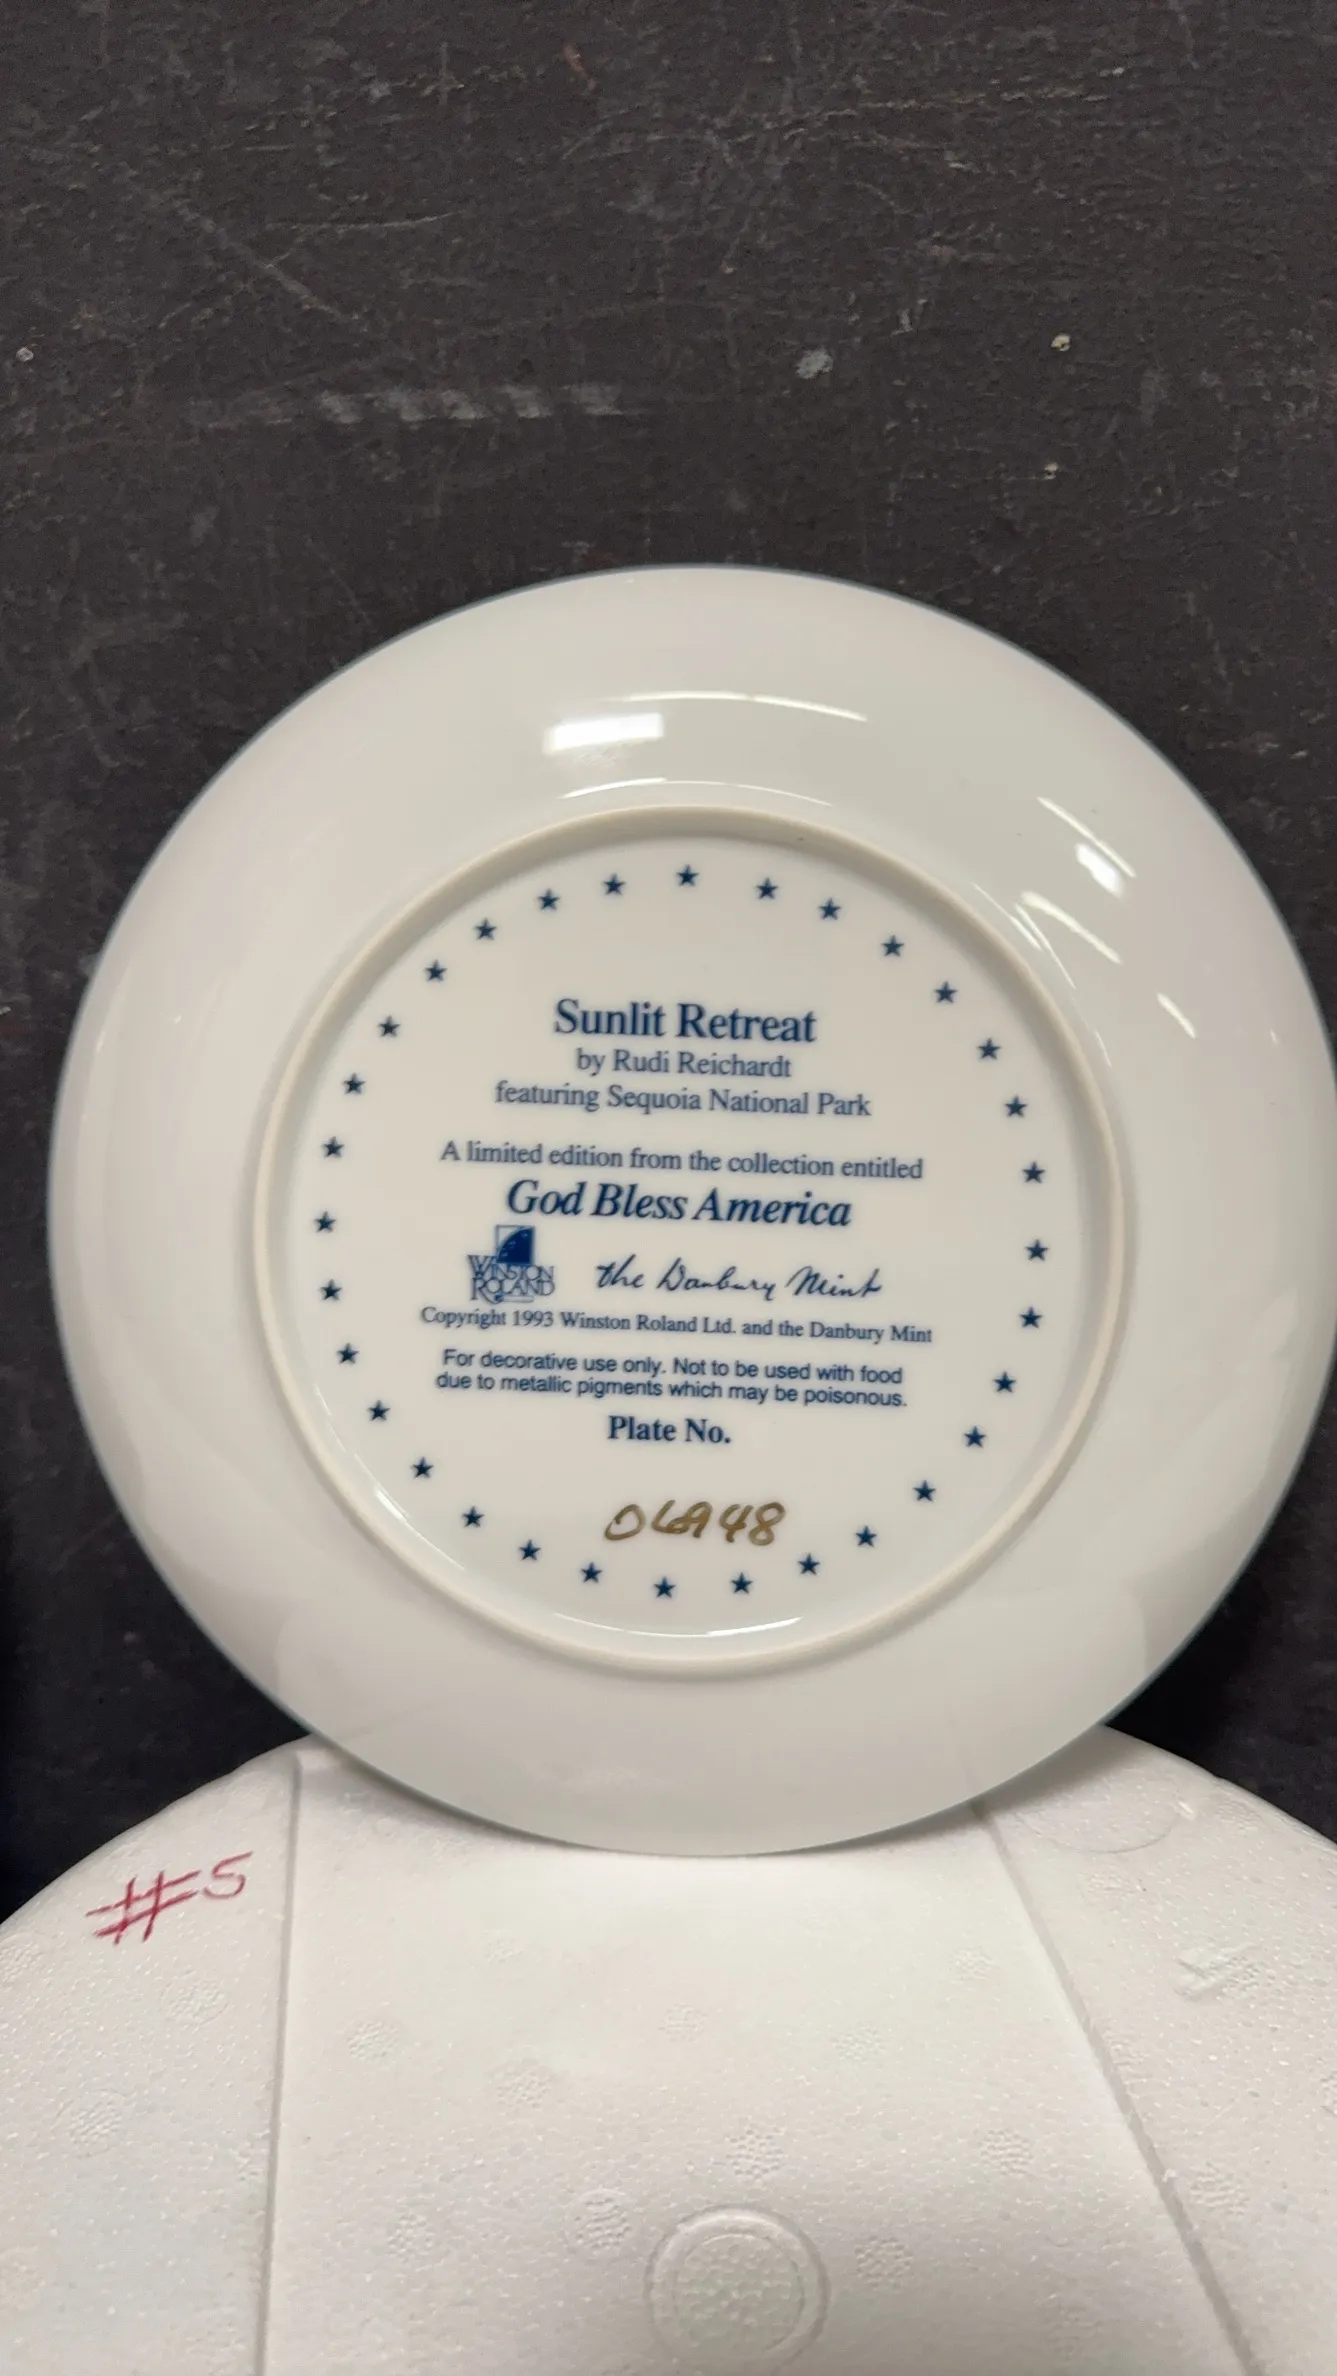 Sunlit Retreat
by Rudi Reichardt
featuring Sequoia National Park
A limited edition from the collection entitled
God Bless America
WINSTON
ROLAND
the Danbury Mint
Copyright 1993 Winston Roland Ltd. and the Danbury Mint
For decorative use only. Not to be used with food
due to metallic pigments which may be poisonous.
Plate No.
#5